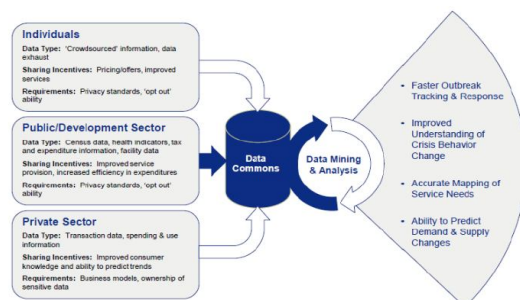 Individuals
Data Type: 'Crowdsourced' information, data
exhaust
Sharing Incentives: Pricing/offers, improved
services
Requirements: Privacy standards, 'opt out'
ability
Public/Development Sector
Data Type: Census data, health indicators, tax
and expenditure information, facility data
Sharing Incentives: Improved service
provision, increased efficiency in expenditures
Requirements: Privacy standards, 'opt out'
ability
Private Sector
Data Type: Transaction data, spending & use
information
Sharing Incentives: Improved consumer
knowledge and ability to predict trends
Requirements: Business models, ownership of
sensitive data
Data
Commons
Data Mining
& Analysis
• Faster Outbreak
Tracking & Response
• Improved
Understanding of
Crisis Behavior
Change
• Accurate Mapping of
Service Needs
• Ability to Predict
Demand & Supply
Changes